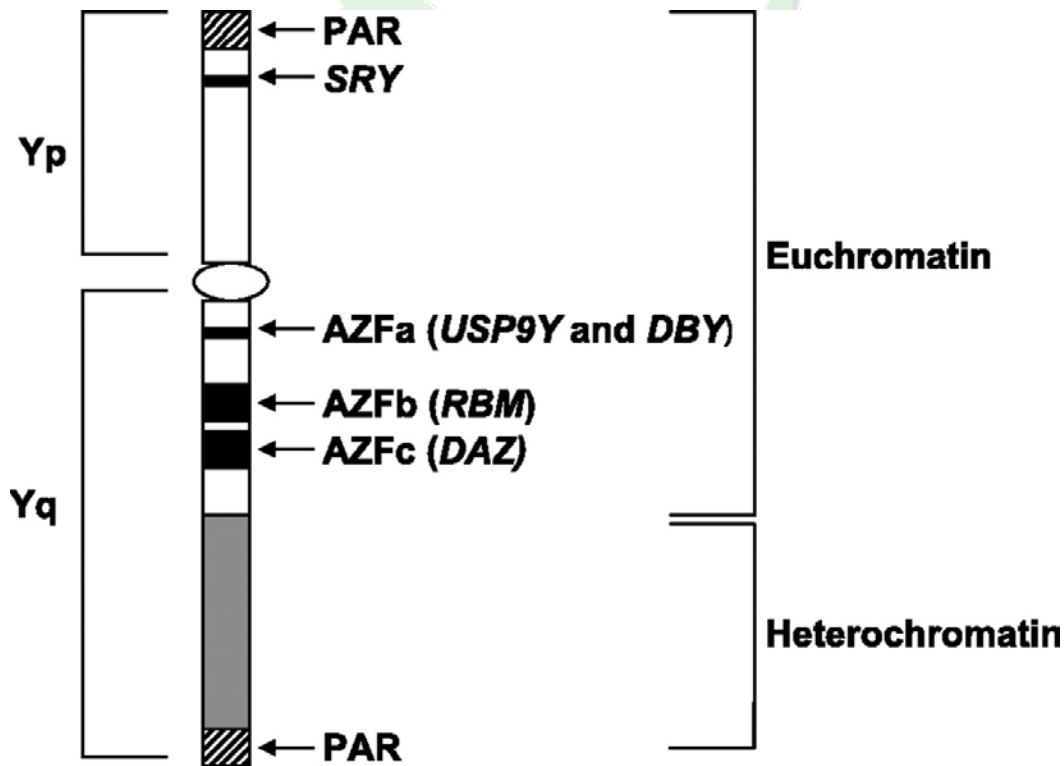 PAR
SRY
Yp
Euchromatin
AZFa (USP9Y and DBY)
AZFb (RBM)
AZFc (DAZ)
Yq
Heterochromatin
PAR